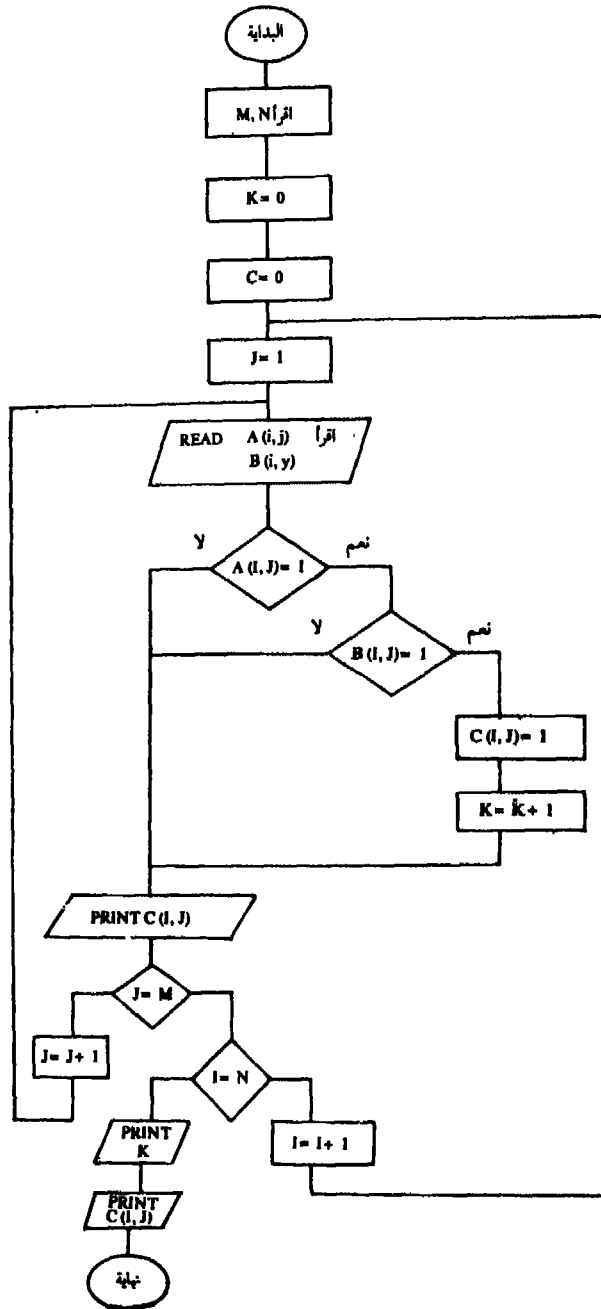 البداية
اقرأ M, N
K= 0
C= 0
J= 1
READ A (i, j) اقرأ
B (i, y)
لا
نعم
A (I, J)= 1
لا
نعم
B (I, J)= 1
C (I, J)= 1
K= K+ 1
PRINT C (I, J)
J= M
J= J+ 1
I= N
PRINT
K
I= I+ 1
PRINT
C (I, J)
نهاية